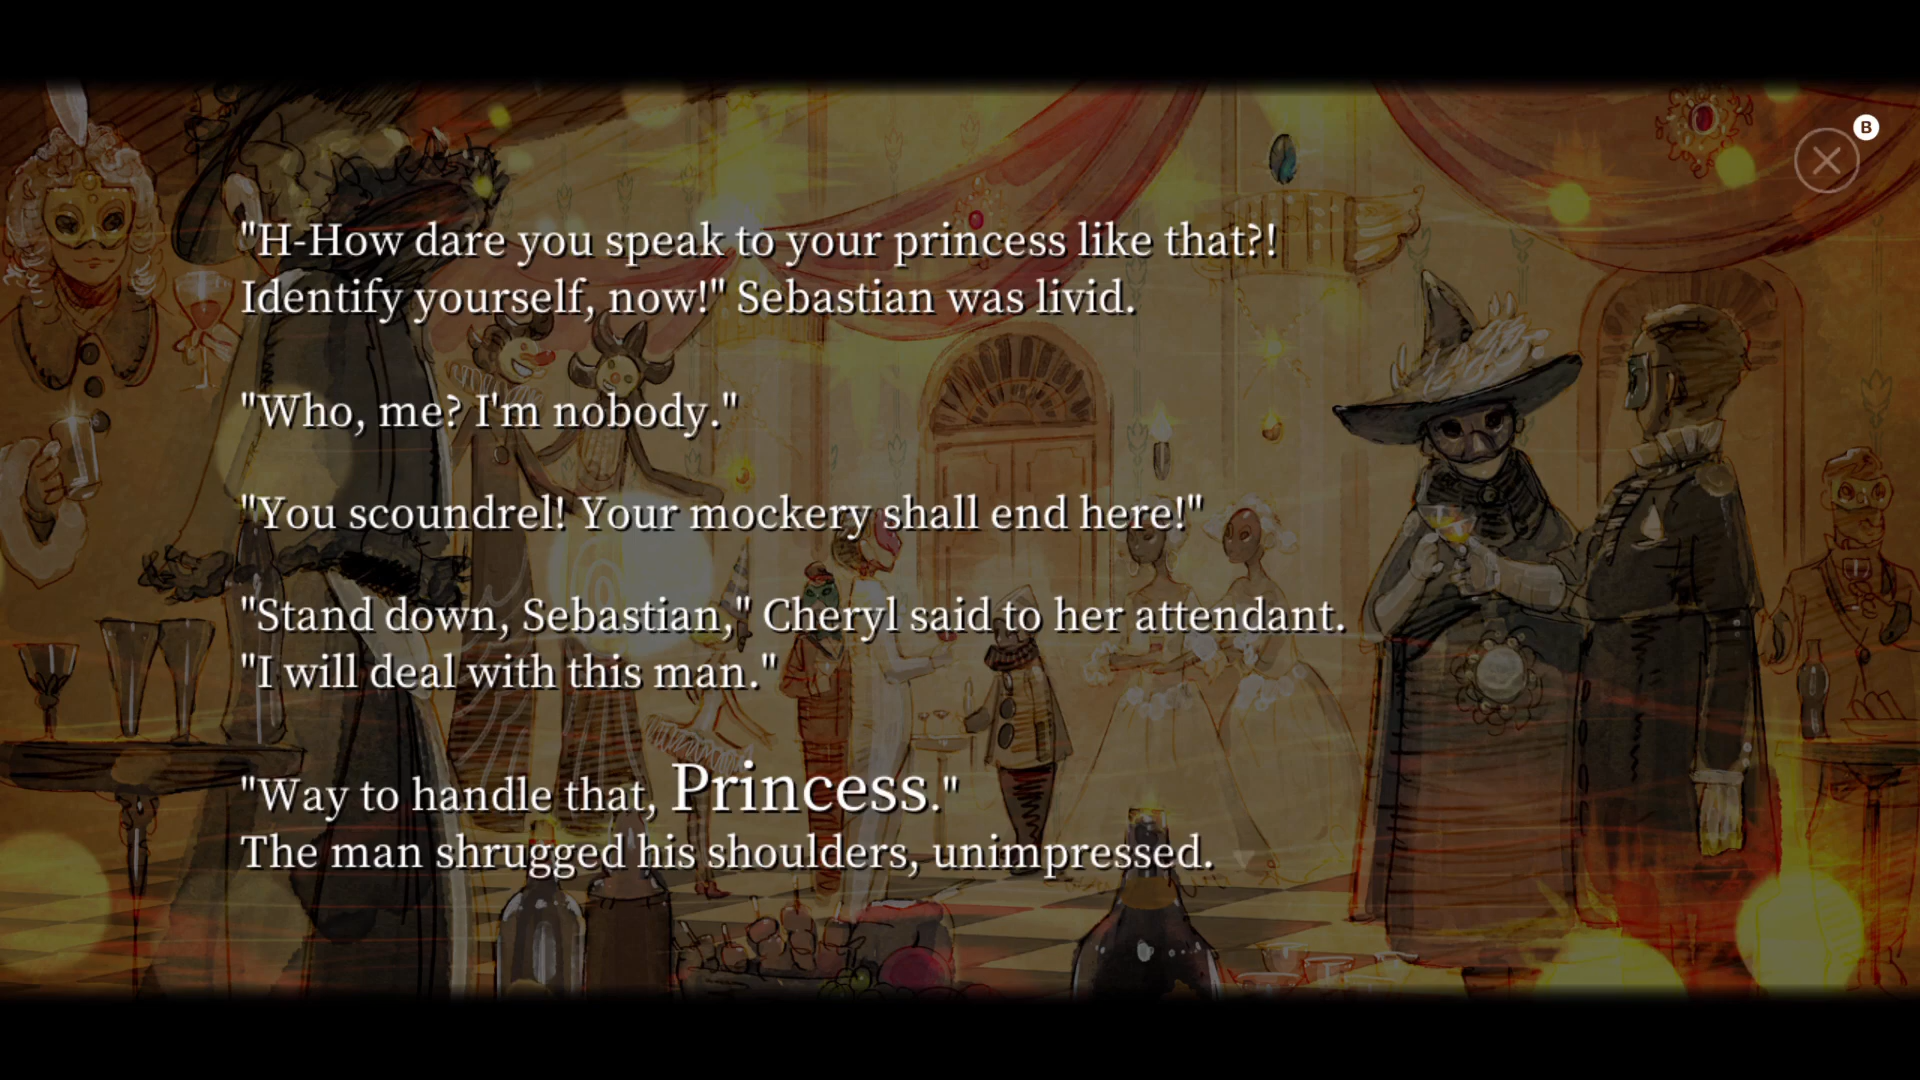 B
"H-How dare you speak to your princess like that?!
Identify yourself, now!" Sebastian was livid.
"Who, me? I'm nobody."
"You scoundrel! Your mockery shall end here!"
"Stand down, Sebastian," Cheryl said to her attendant.
"I will deal with this man."
"Way to handle that, Princess."
The man shrugged his shoulders, unimpressed.